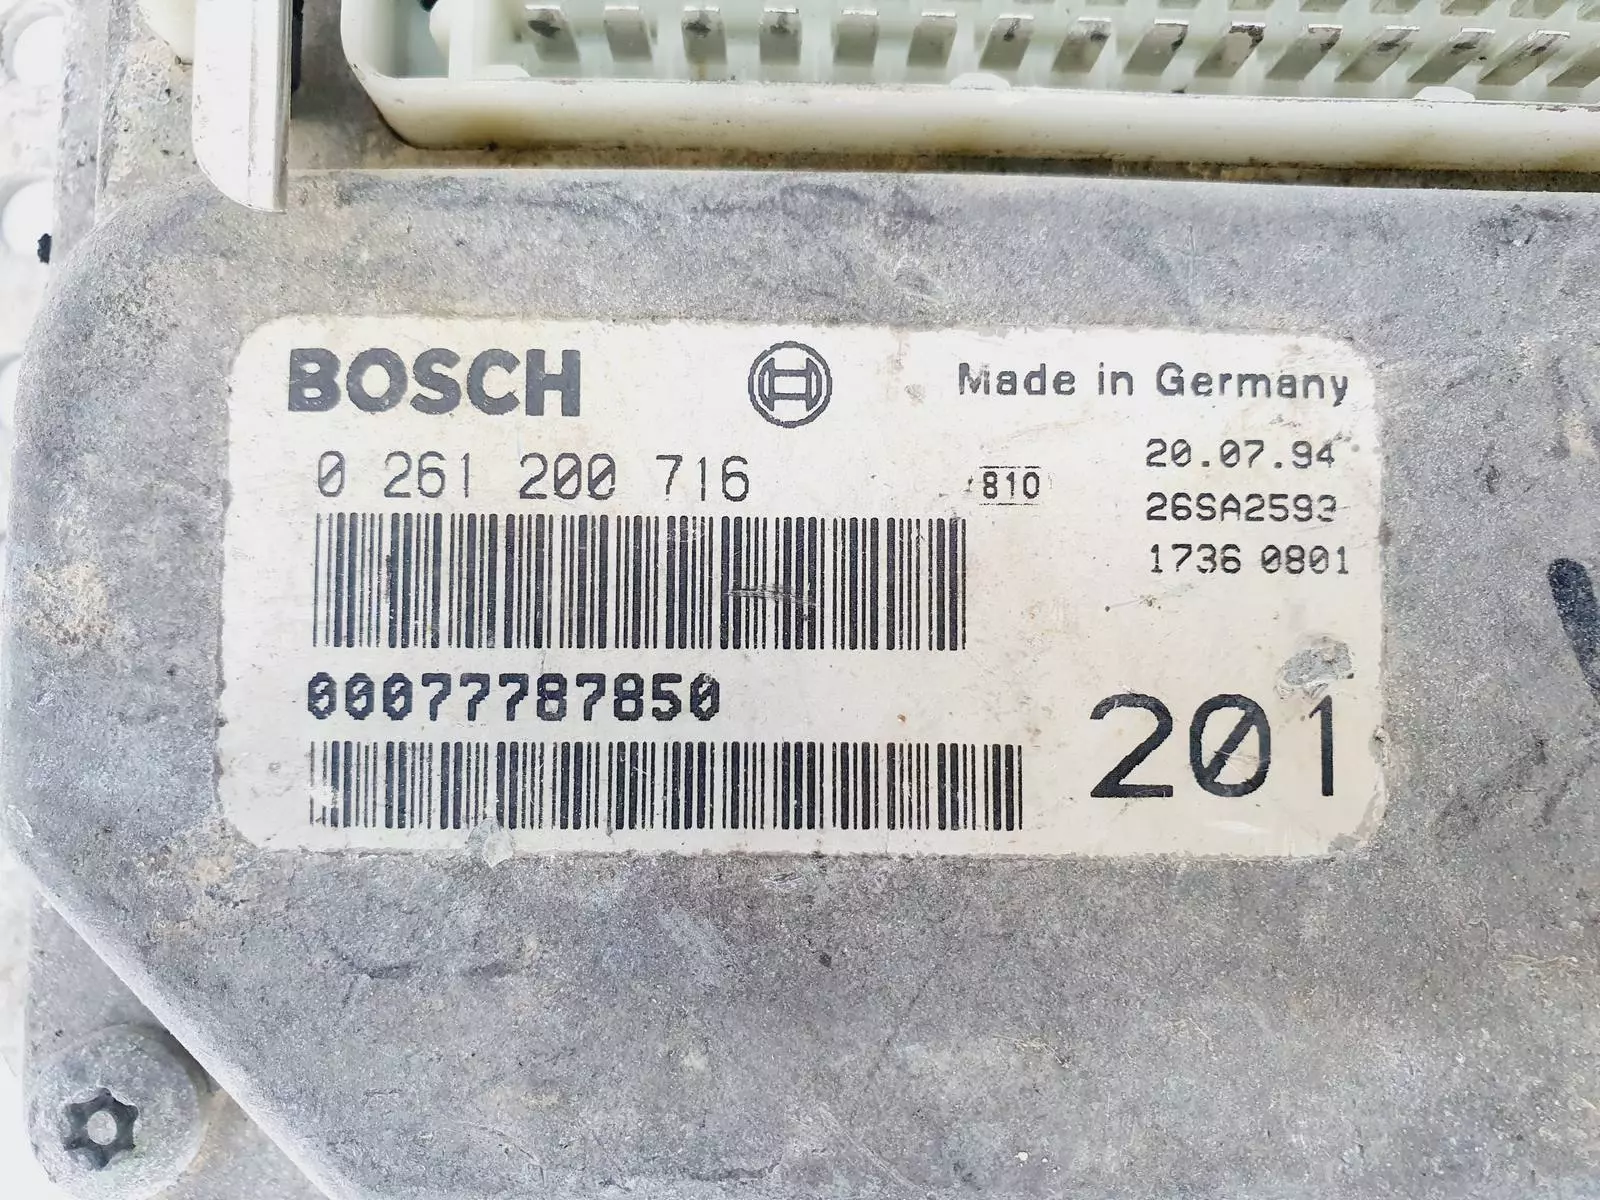 BOSCH
Made in Germany
0 261 200 716
810
20.07.94
26SA2593
1736 0801
00077787850
201